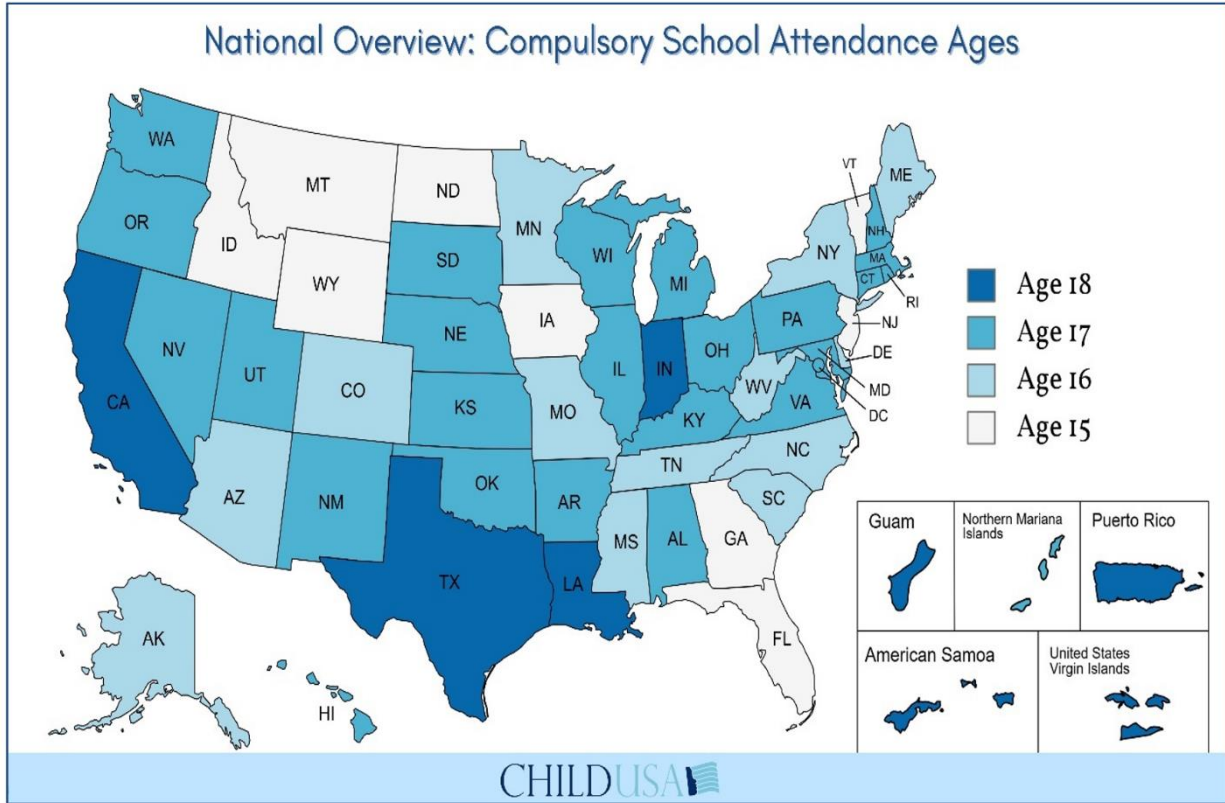 National Overview: Compulsory School Attendance Ages
WA
MT
ND
MN
VT
ME
OR
ID
SD
WI
MI
NY
NH
MA
CT
RI
WY
IA
NE
PA
NJ
NV
UT
CO
IL
IN
OH
DE
MD
DC
CA
KS
MO
WV
VA
KY
AZ
NM
OK
AR
TN
NC
SC
MS
AL
GA
TX
LA
FL
AK
HI
Age 18
Age 17
Age 16
Age 15
Guam
Northern Mariana
Islands
Puerto Rico
American Samoa
United States
Virgin Islands
CHILDUSA